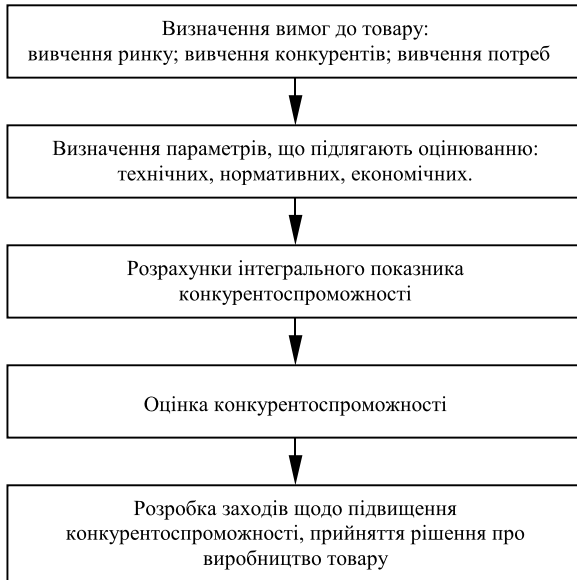 Визначення вимог до товару:
вивчення ринку; вивчення конкурентів; вивчення потреб
Визначення параметрів, що підлягають оцінюванню:
технічних, нормативних, економічних.
Розрахунки інтегрального показника
конкурентоспроможності
Оцінка конкурентоспроможності
Розробка заходів щодо підвищення
конкурентоспроможності, прийняття рішення про
виробництво товару